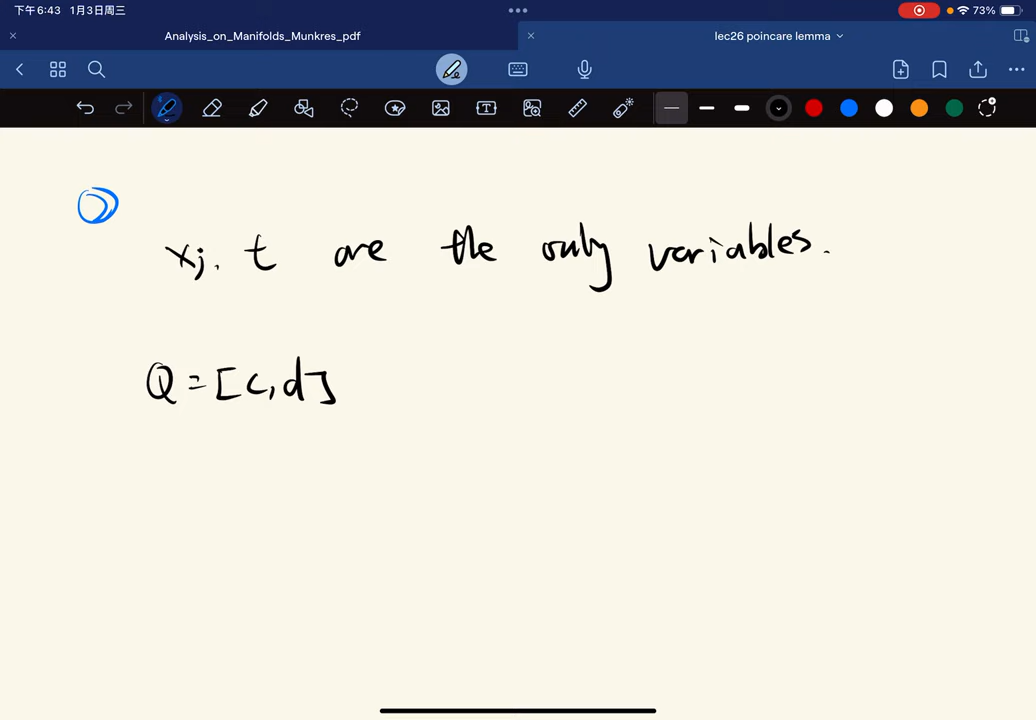 下午6:43 1月3日周三
73%
Analysis_on_Manifolds_Munkres_pdf
lec26 poincare lemma
xj. t are the only variables.
Q = [c, d]